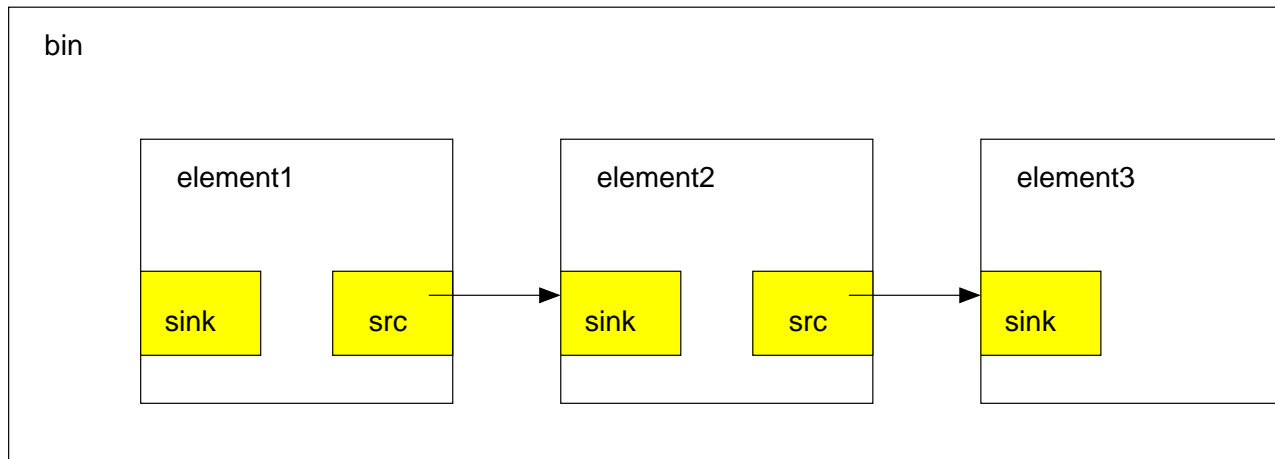 bin
element1
element2
element3
sink
src
sink
src
sink